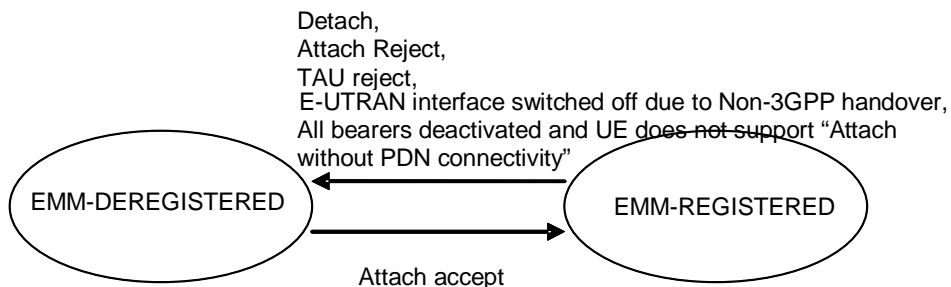 Detach,
Attach Reject,
TAU reject,
E-UTRAN interface switched off due to Non-3GPP handover,
All bearers deactivated and UE does not support “Attach
without PDN connectivity”
EMM-DEREGISTERED
EMM-REGISTERED
Attach accept